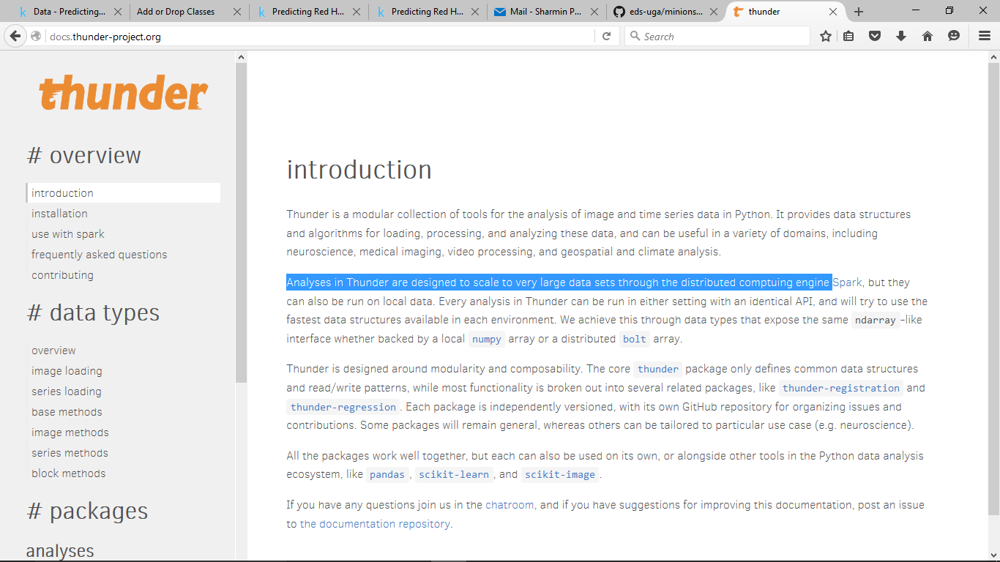 Data - Predicting...
Add or Drop Classes
Predicting Red H...
Predicting Red H...
Mail - Sharmin P...
eds-uga/minions...
thunder
docs.thunder-project.org
Search
thunder
# overview
introduction
installation
use with spark
frequently asked questions
contributing
# data types
overview
image loading
series loading
base methods
image methods
series methods
block methods
# packages
analyses
introduction
Thunder is a modular collection of tools for the analysis of image and time series data in Python. It provides data structures
and algorithms for loading, processing, and analyzing these data, and can be useful in a variety of domains, including
neuroscience, medical imaging, video processing, and geospatial and climate analysis.
Analyses in Thunder are designed to scale to very large data sets through the distributed comptuing engine Spark, but they
can also be run on local data. Every analysis in Thunder can be run in either setting with an identical API, and will try to use the
fastest data structures available in each environment. We achieve this through data types that expose the same ndarray-like
interface whether backed by a local numpy array or a distributed bolt array.
Thunder is designed around modularity and composability. The core thunder package only defines common data structures
and read/write patterns, while most functionality is broken out into several related packages, like thunder-registration and
thunder-regression. Each package is independently versioned, with its own GitHub repository for organizing issues and
contributions. Some packages will remain general, whereas others can be tailored to particular use case (e.g. neuroscience).
All the packages work well together, but each can also be used on its own, or alongside other tools in the Python data analysis
ecosystem, like pandas, scikit-learn, and scikit-image.
If you have any questions join us in the chatroom, and if you have suggestions for improving this documentation, post an issue
to the documentation repository.